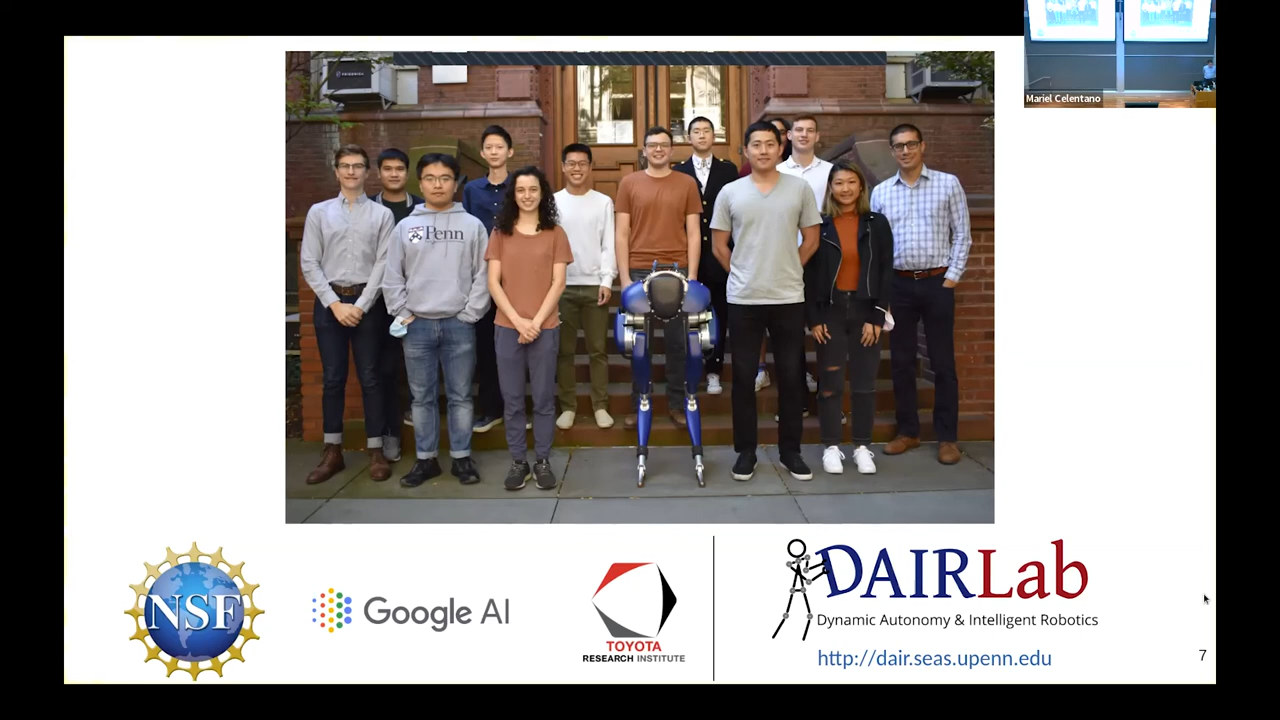 Mariel Celentano
Penn
NSF
Google AI
TOYOTA
RESEARCH INSTITUTE
DAIRLab
Dynamic Autonomy & Intelligent Robotics
http://dair.seas.upenn.edu
7